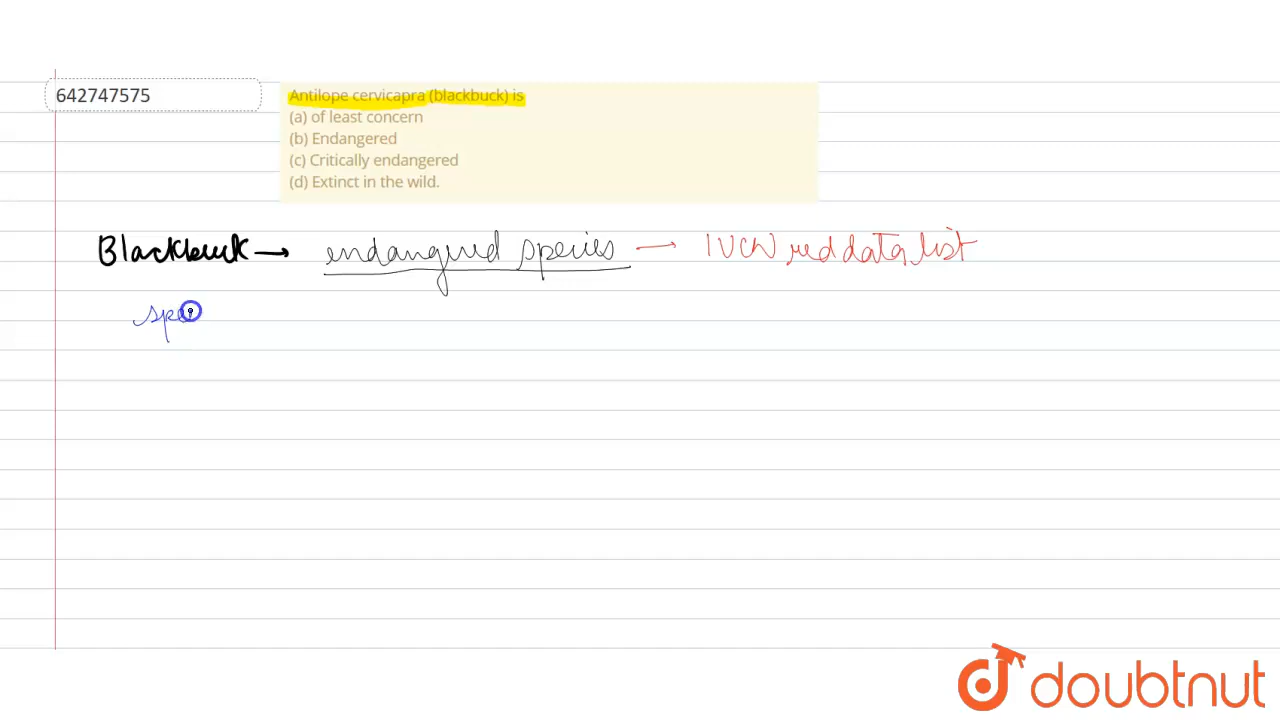 642747575
Antilope cervicapra (blackbuck) is
(a) of least concern
(b) Endangered
(c) Critically endangered
(d) Extinct in the wild.
Blackbuck → endangered species → IUCN red data list
doubtnut